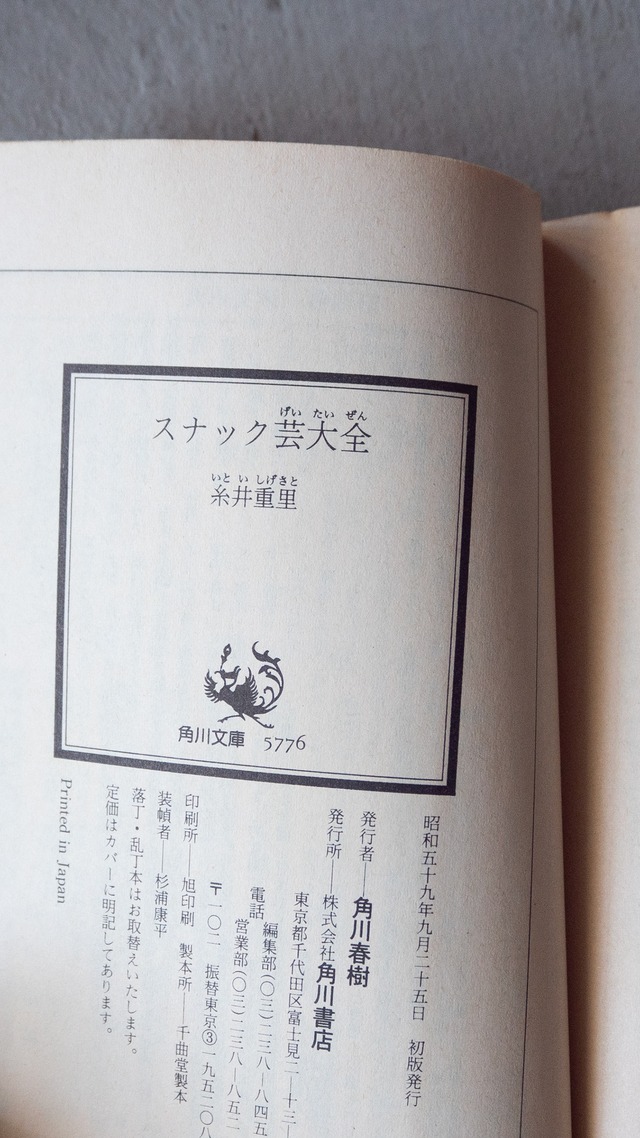 げい たい ぜん
スナック芸大全
いと い しげさと
糸井重里
角川文庫 5776
昭和五十九年九月二十五日 初版発行
発行者――角川春樹
発行所――株式会社角川書店
東京都千代田区富士見二―十三―
電話 編集部(〇三)二三八―八四五
営業部(〇三)二三八―八五二
〒一〇二 振替東京③一九五二〇八
印刷所――旭印刷 製本所――千曲堂製本
装幀者――杉浦康平
落丁・乱丁本はお取替えいたします。
定価はカバーに明記してあります。
Printed in Japan